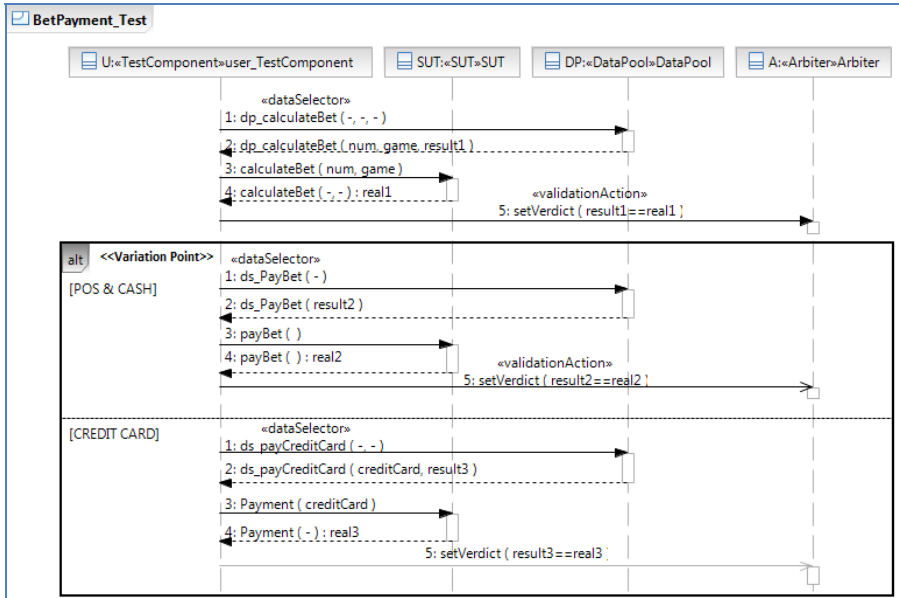 BetPayment_Test
U:«TestComponent»user_TestComponent
SUT:«SUT»SUT
DP:«DataPool»DataPool
A:«Arbiter»Arbiter
«dataSelector»
1: dp_calculateBet ( -, -, - )
2: dp_calculateBet ( num, game, result1 )
3: calculateBet ( num, game )
4: calculateBet ( -, - ) : real1
«validationAction»
5: setVerdict ( result1==real1 )
alt
<<Variation Point>>
«dataSelector»
1: ds_PayBet ( - )
[POS & CASH]
2: ds_PayBet ( result2 )
3: payBet ( )
4: payBet ( ) : real2
«validationAction»
5: setVerdict ( result2==real2 )
[CREDIT CARD]
«dataSelector»
1: ds_payCreditCard ( -, - )
2: ds_payCreditCard ( creditCard, result3 )
3: Payment ( creditCard )
4: Payment ( - ) : real3
5: setVerdict ( result3==real3 )